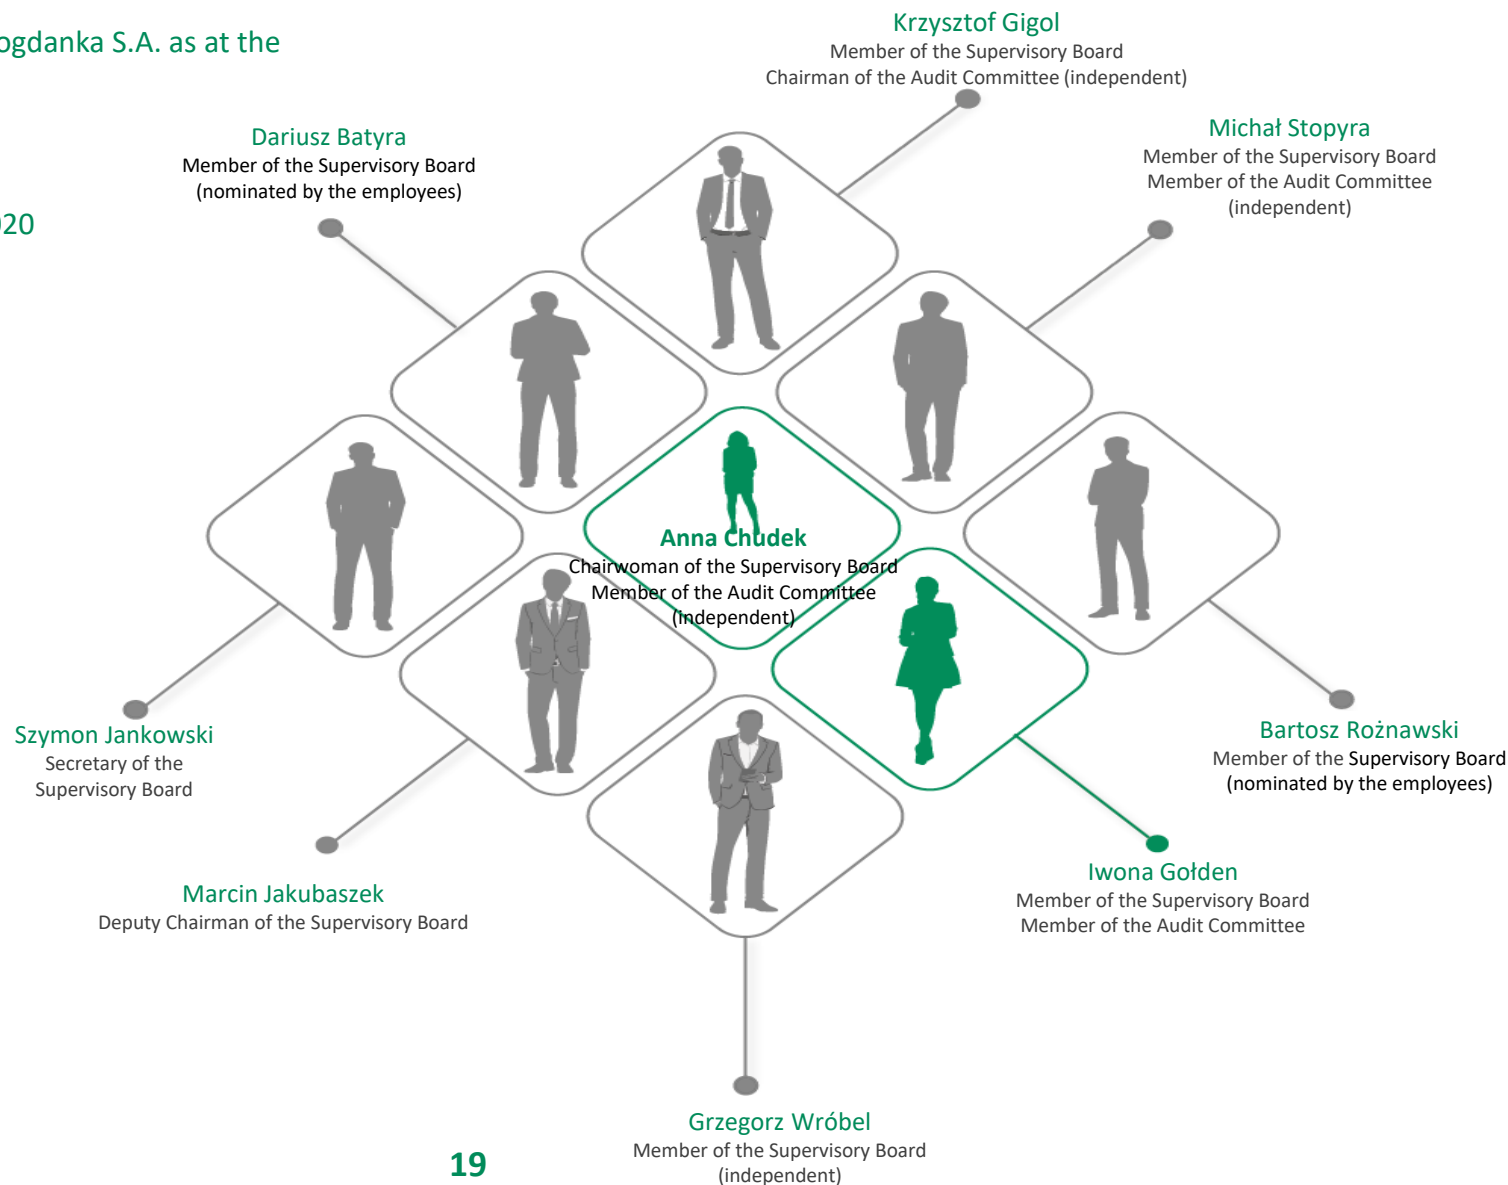 Krzysztof Gigol
Member of the Supervisory Board
Chairman of the Audit Committee (independent)
ogdanka S.A. as at the
Michał Stopyra
Member of the Supervisory Board
Member of the Audit Committee
(independent)
Dariusz Batyra
Member of the Supervisory Board
(nominated by the employees)
020
Anna Chudek
Chairwoman of the Supervisory Board
Member of the Audit Committee
(independent)
Szymon Jankowski
Secretary of the
Supervisory Board
Bartosz Rożnawski
Member of the Supervisory Board
(nominated by the employees)
Marcin Jakubaszek
Deputy Chairman of the Supervisory Board
Iwona Gołden
Member of the Supervisory Board
Member of the Audit Committee
Grzegorz Wróbel
Member of the Supervisory Board
(independent)
19